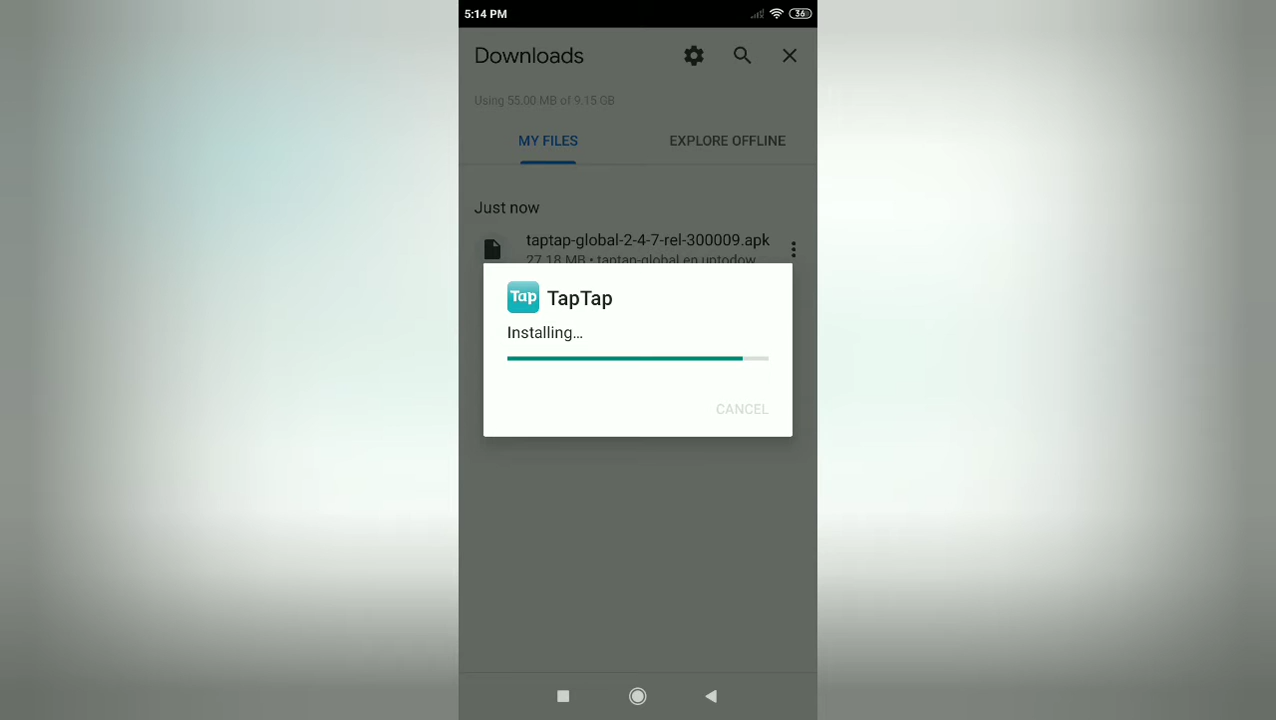 5:14 PM
36
Downloads
Using 55.00 MB of 9.15 GB
MY FILES
EXPLORE OFFLINE
Just now
taptap-global-2-4-7-rel-300009.apk
27.18 MB • taptap-global.en.uptodow
Tap TapTap
Installing...
CANCEL